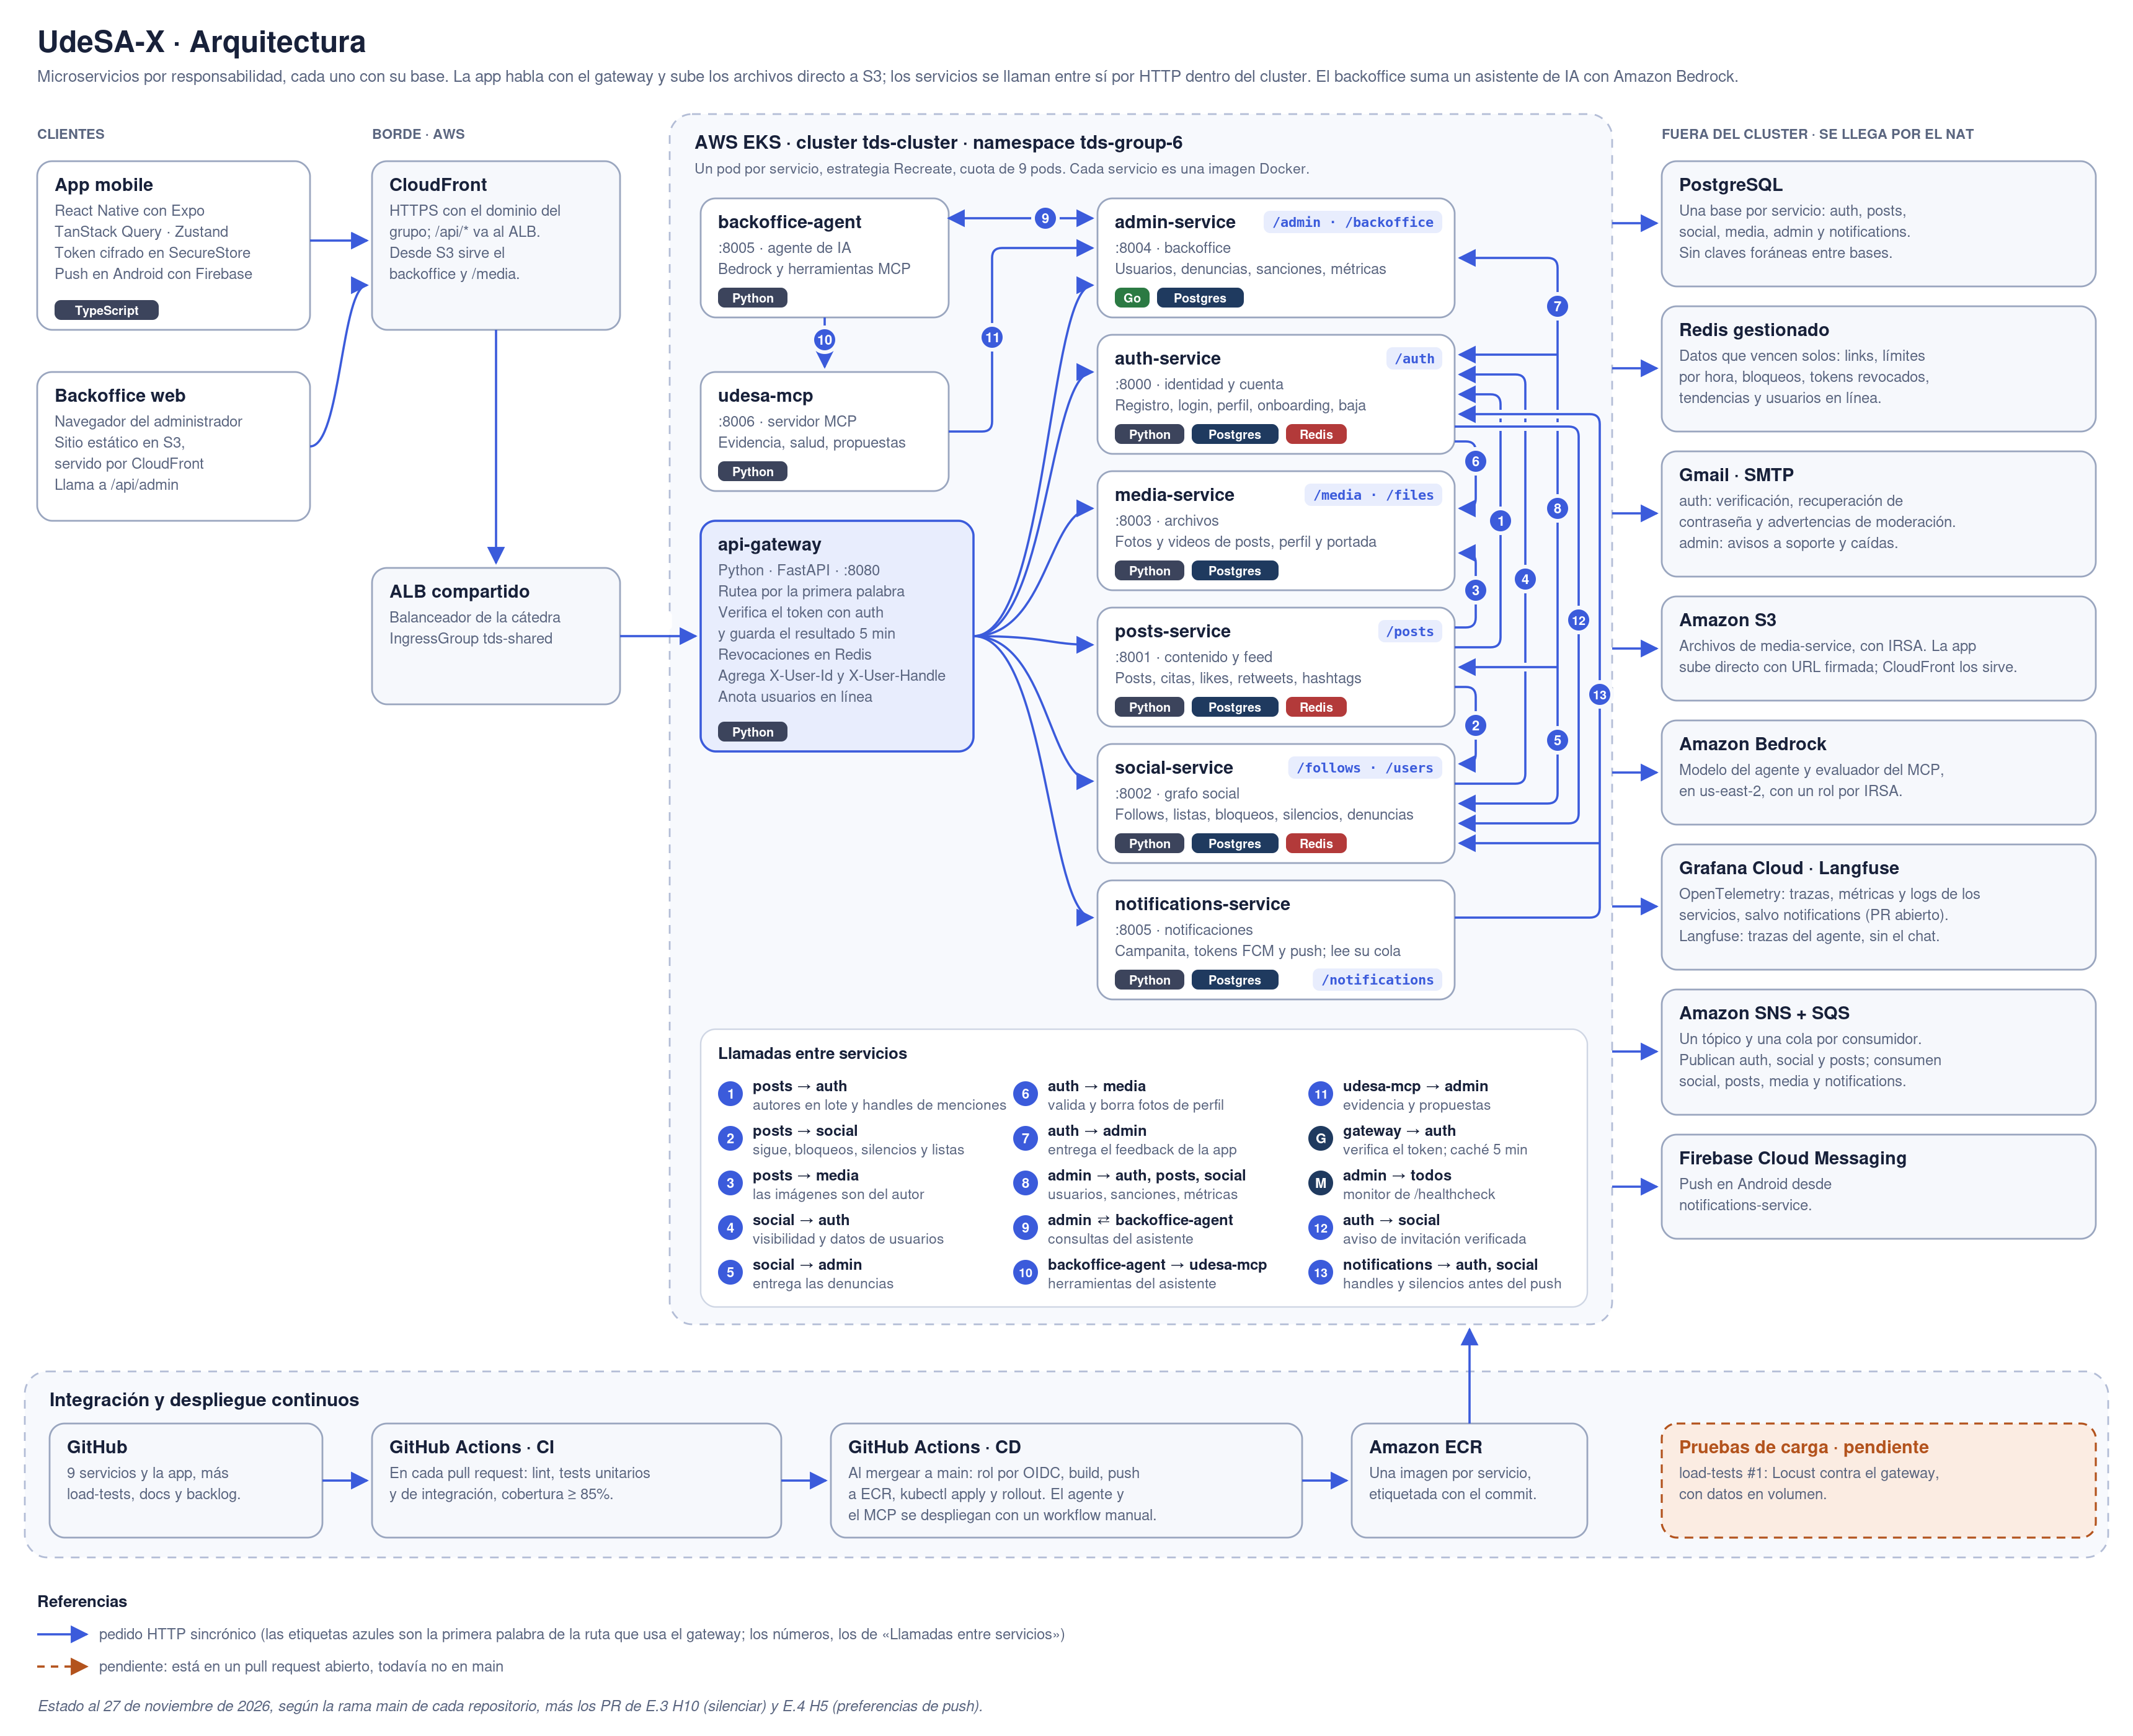 UdeSA-X · Arquitectura
Microservicios por responsabilidad, cada uno con su base. La app habla con el gateway y sube los archivos directo a S3; los servicios se llaman entre sí por HTTP dentro del cluster. El backoffice suma un asistente de IA con Amazon Bedrock.
CLIENTES
App mobile
React Native con Expo
TanStack Query · Zustand
Token cifrado en SecureStore
Push en Android con Firebase
TypeScript
Backoffice web
Navegador del administrador
Sitio estático en S3,
servido por CloudFront
Llama a /api/admin
BORDE · AWS
CloudFront
HTTPS con el dominio del
grupo; /api/* va al ALB.
Desde S3 sirve el
backoffice y /media.
ALB compartido
Balanceador de la cátedra
IngressGroup tds-shared
AWS EKS · cluster tds-cluster · namespace tds-group-6
Un pod por servicio, estrategia Recreate, cuota de 9 pods. Cada servicio es una imagen Docker.
backoffice-agent
:8005 · agente de IA
Bedrock y herramientas MCP
Python
9
10
11
udesa-mcp
:8006 · servidor MCP
Evidencia, salud, propuestas
Python
api-gateway
Python · FastAPI · :8080
Rutea por la primera palabra
Verifica el token con auth
y guarda el resultado 5 min
Revocaciones en Redis
Agrega X-User-Id y X-User-Handle
Anota usuarios en línea
Python
admin-service
/admin · /backoffice
:8004 · backoffice
Usuarios, denuncias, sanciones, métricas
Go
Postgres
auth-service
/auth
:8000 · identidad y cuenta
Registro, login, perfil, onboarding, baja
Python
Postgres
Redis
media-service
/media · /files
:8003 · archivos
Fotos y videos de posts, perfil y portada
Python
Postgres
posts-service
/posts
:8001 · contenido y feed
Posts, citas, likes, retweets, hashtags
Python
Postgres
Redis
social-service
/follows · /users
:8002 · grafo social
Follows, listas, bloqueos, silencios, denuncias
Python
Postgres
Redis
notifications-service
:8005 · notificaciones
Campanita, tokens FCM y push; lee su cola
Python
Postgres
/notifications
7
6
8
1
4
3
12
13
2
5
Llamadas entre servicios
1 posts → auth
autores en lote y handles de menciones
2 posts → social
sigue, bloqueos, silencios y listas
3 posts → media
las imágenes son del autor
4 social → auth
visibilidad y datos de usuarios
5 social → admin
entrega las denuncias
6 auth → media
valida y borra fotos de perfil
7 auth → admin
entrega el feedback de la app
8 admin → auth, posts, social
usuarios, sanciones, métricas
9 admin ⇄ backoffice-agent
consultas del asistente
10 backoffice-agent → udesa-mcp
herramientas del asistente
11 udesa-mcp → admin
evidencia y propuestas
G gateway → auth
verifica el token; caché 5 min
M admin → todos
monitor de /healthcheck
12 auth → social
aviso de invitación verificada
13 notifications → auth, social
handles y silencios antes del push
FUERA DEL CLUSTER · SE LLEGA POR EL NAT
PostgreSQL
Una base por servicio: auth, posts,
social, media, admin y notifications.
Sin claves foráneas entre bases.
Redis gestionado
Datos que vencen solos: links, límites
por hora, bloqueos, tokens revocados,
tendencias y usuarios en línea.
Gmail · SMTP
auth: verificación, recuperación de
contraseña y advertencias de moderación.
admin: avisos a soporte y caídas.
Amazon S3
Archivos de media-service, con IRSA. La app
sube directo con URL firmada; CloudFront los sirve.
Amazon Bedrock
Modelo del agente y evaluador del MCP,
en us-east-2, con un rol por IRSA.
Grafana Cloud · Langfuse
OpenTelemetry: trazas, métricas y logs de los
servicios, salvo notifications (PR abierto).
Langfuse: trazas del agente, sin el chat.
Amazon SNS + SQS
Un tópico y una cola por consumidor.
Publican auth, social y posts; consumen
social, posts, media y notifications.
Firebase Cloud Messaging
Push en Android desde
notifications-service.
Integración y despliegue continuos
GitHub
9 servicios y la app, más
load-tests, docs y backlog.
GitHub Actions · CI
En cada pull request: lint, tests unitarios
y de integración, cobertura ≥ 85%.
GitHub Actions · CD
Al mergear a main: rol por OIDC, build, push
a ECR, kubectl apply y rollout. El agente y
el MCP se despliegan con un workflow manual.
Amazon ECR
Una imagen por servicio,
etiquetada con el commit.
Pruebas de carga · pendiente
load-tests #1: Locust contra el gateway,
con datos en volumen.
Referencias
pedido HTTP sincrónico (las etiquetas azules son la primera palabra de la ruta que usa el gateway; los números, los de «Llamadas entre servicios»)
pendiente: está en un pull request abierto, todavía no en main
Estado al 27 de noviembre de 2026, según la rama main de cada repositorio, más los PR de E.3 H10 (silenciar) y E.4 H5 (preferencias de push).